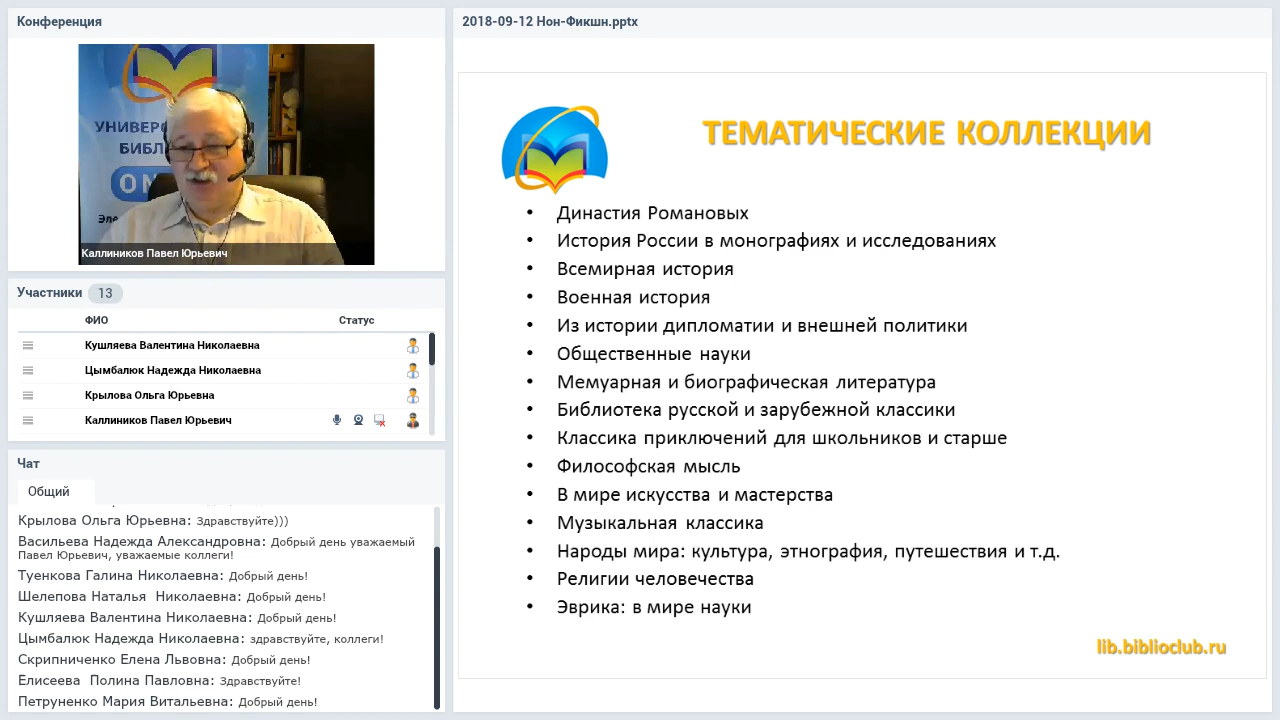 Конференция
УНИВЕРС
БИБЛ
ON
Эле
Каллиников Павел Юрьевич
Участники 13
ФИО Статус
Кушляева Валентина Николаевна
Цымбалюк Надежда Николаевна
Крылова Ольга Юрьевна
Каллиников Павел Юрьевич
Чат
Общий
Крылова Ольга Юрьевна: Здравствуйте)))
Васильева Надежда Александровна: Добрый день уважаемый
Павел Юрьевич, уважаемые коллеги!
Туенкова Галина Николаевна: Добрый день!
Шелепова Наталья Николаевна: Добрый день!
Кушляева Валентина Николаевна: Добрый день!
Цымбалюк Надежда Николаевна: здравствуйте, коллеги!
Скрипниченко Елена Львовна: Добрый день!
Елисеева Полина Павловна: Здравствуйте!
Петруненко Мария Витальевна: Добрый день!
2018-09-12 Нон-Фикшн.pptx
ТЕМАТИЧЕСКИЕ КОЛЛЕКЦИИ
• Династия Романовых
• История России в монографиях и исследованиях
• Всемирная история
• Военная история
• Из истории дипломатии и внешней политики
• Общественные науки
• Мемуарная и биографическая литература
• Библиотека русской и зарубежной классики
• Классика приключений для школьников и старше
• Философская мысль
• В мире искусства и мастерства
• Музыкальная классика
• Народы мира: культура, этнография, путешествия и т.д.
• Религии человечества
• Эврика: в мире науки
lib.biblioclub.ru